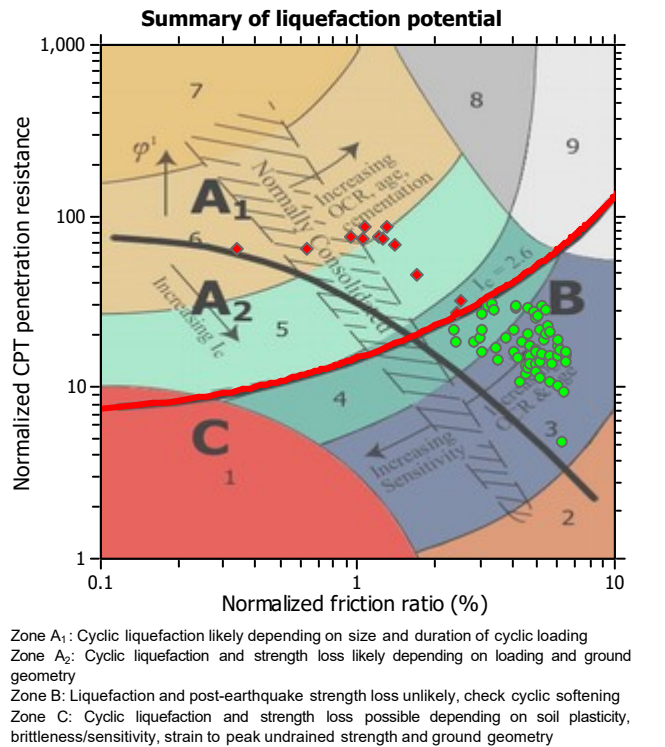 Summary of liquefaction potential
Normalized CPT penetration resistance
1,000
100
10
1
0.1
1
10
Normalized friction ratio (%)
7
8
9
φ'
Increasing
OCR, age,
cementation
A1
Normally Consolidated
6
A2
Increasing Ic
5
Ic = 2.6
B
4
OCR & age
3
C
1
Increasing
Sensitivity
2
Zone A1: Cyclic liquefaction likely depending on size and duration of cyclic loading
Zone A2: Cyclic liquefaction and strength loss likely depending on loading and ground
geometry
Zone B: Liquefaction and post-earthquake strength loss unlikely, check cyclic softening
Zone C: Cyclic liquefaction and strength loss possible depending on soil plasticity,
brittleness/sensitivity, strain to peak undrained strength and ground geometry